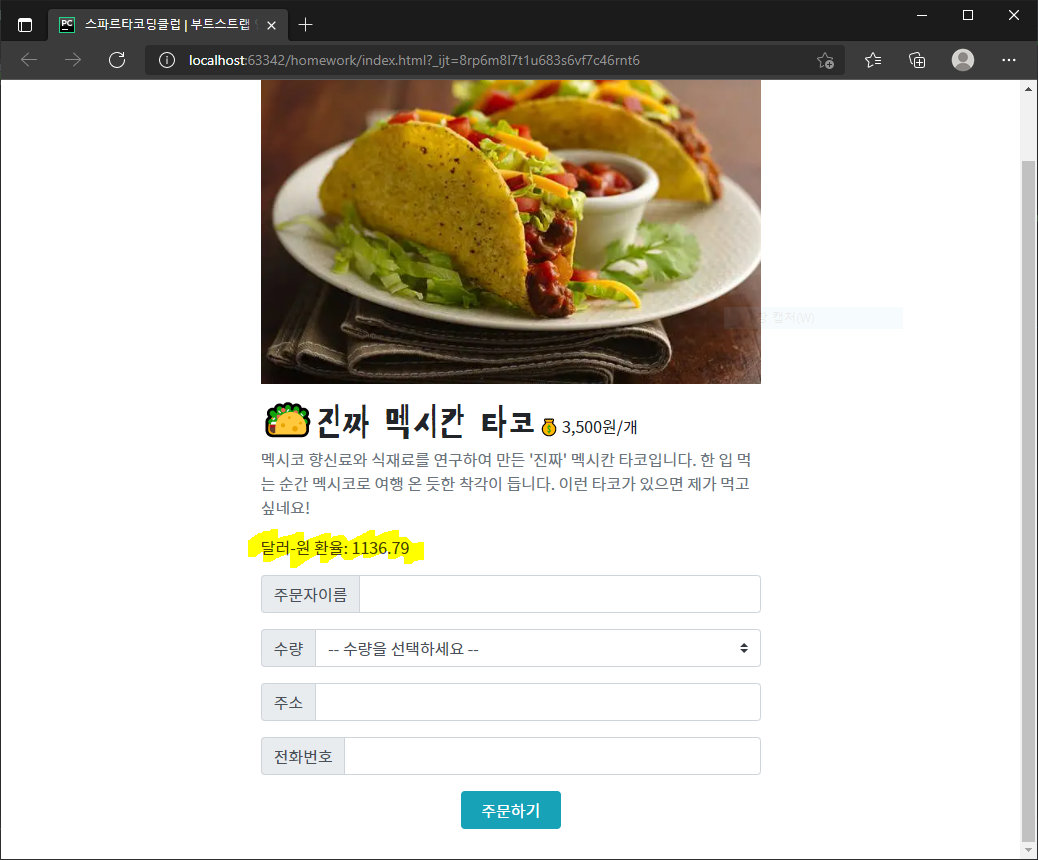 스파르타코딩클럽 | 부트스트랩
localhost:63342/homework/index.html?_ijt=8rp6m8l7t1u683s6vf7c46rnt6
캡처(W)
진짜 멕시칸 타코 3,500원/개
멕시코 향신료와 식재료를 연구하여 만든 '진짜' 멕시칸 타코입니다. 한 입 먹
는 순간 멕시코로 여행 온 듯한 착각이 듭니다. 이런 타코가 있으면 제가 먹고
싶네요!
달러-원 환율: 1136.79
주문자이름
수량 -- 수량을 선택하세요 --
주소
전화번호
주문하기